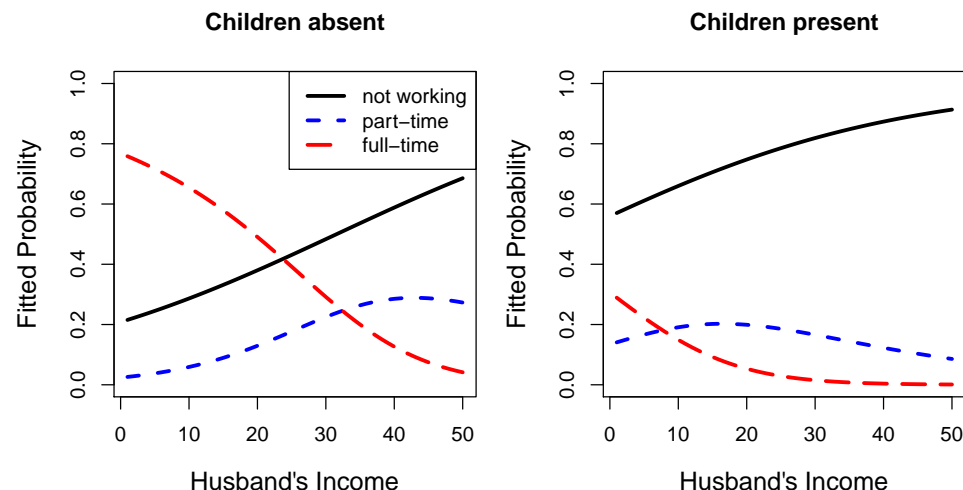 Children absent
Fitted Probability
0.0 0.2 0.4 0.6 0.8 1.0
not working
part−time
full−time
0 10 20 30 40 50
Husband's Income
Children present
Fitted Probability
0.0 0.2 0.4 0.6 0.8 1.0
0 10 20 30 40 50
Husband's Income